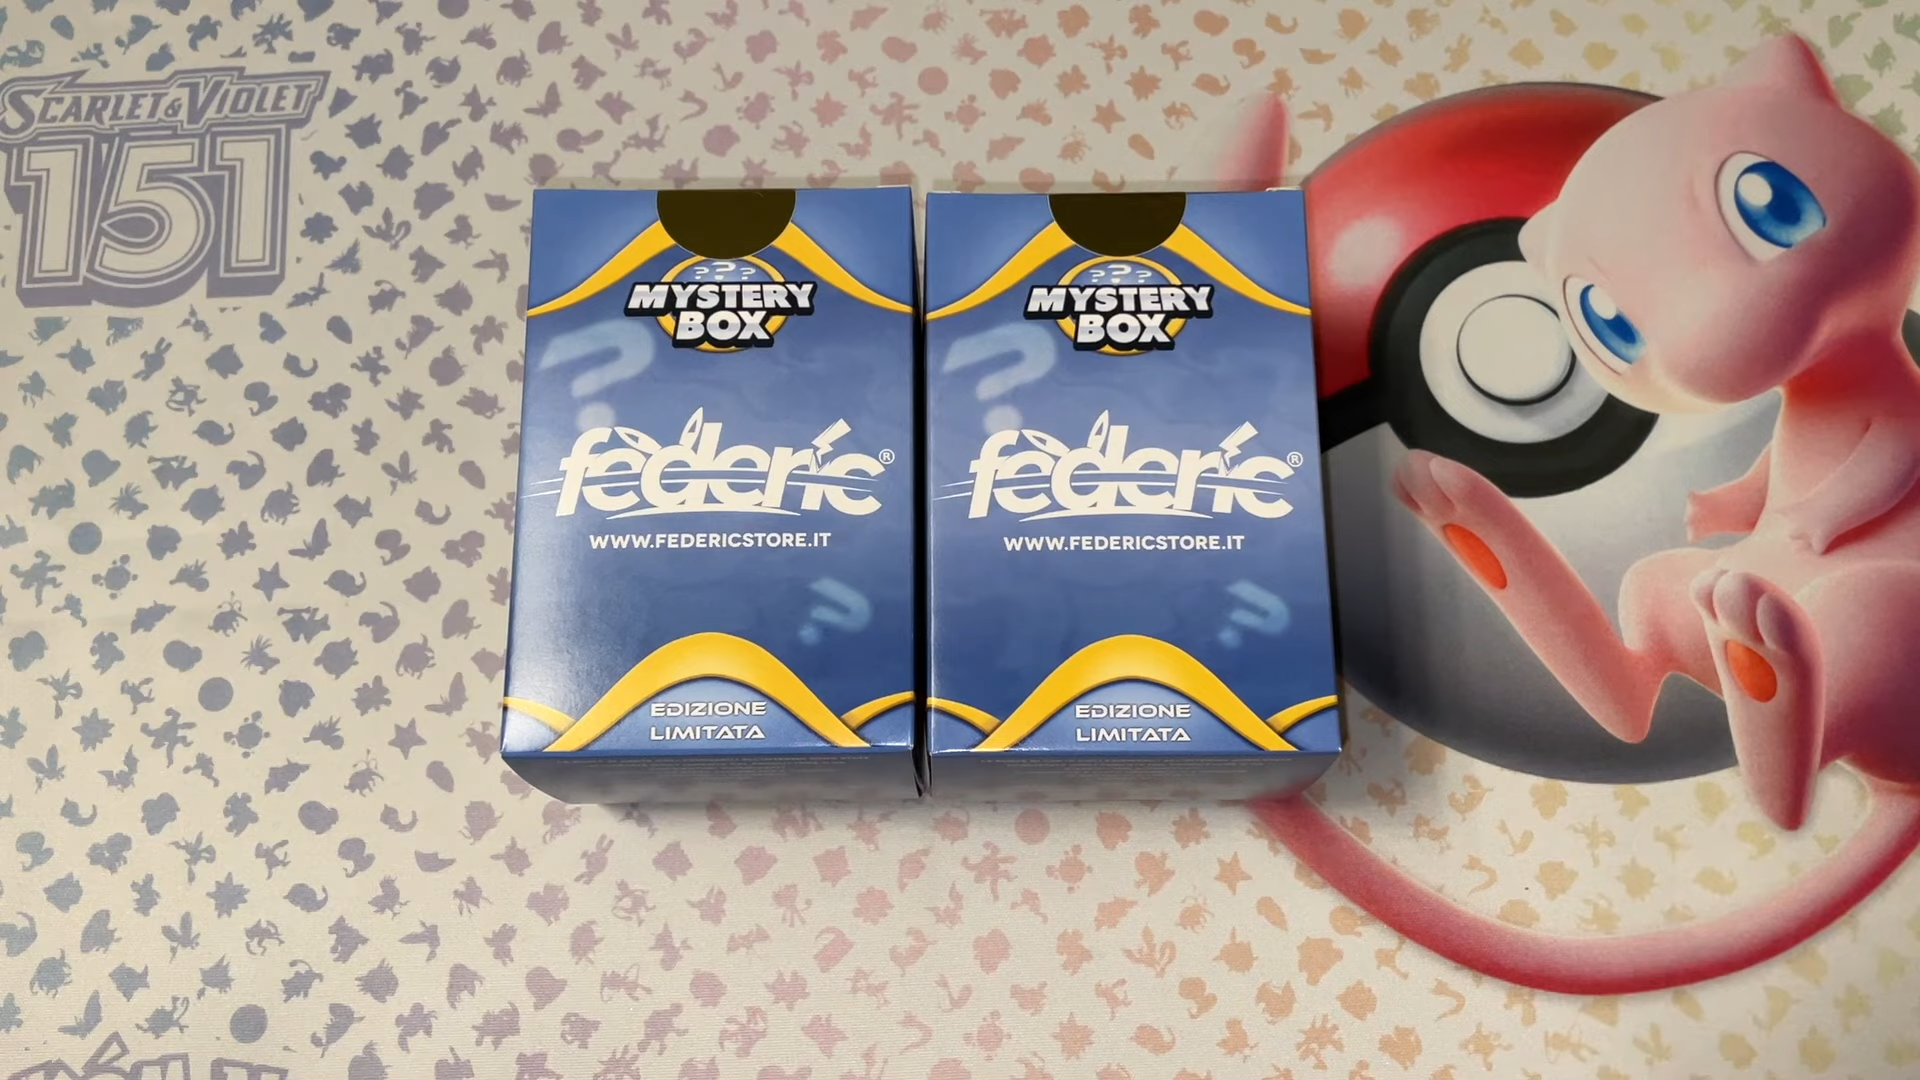 SCARLET & VIOLET
151
? ? ?
MYSTERY
BOX
?
federic®
WWW.FEDERICSTORE.IT
?
EDIZIONE
LIMITATA
? ? ?
MYSTERY
BOX
?
federic®
WWW.FEDERICSTORE.IT
?
EDIZIONE
LIMITATA